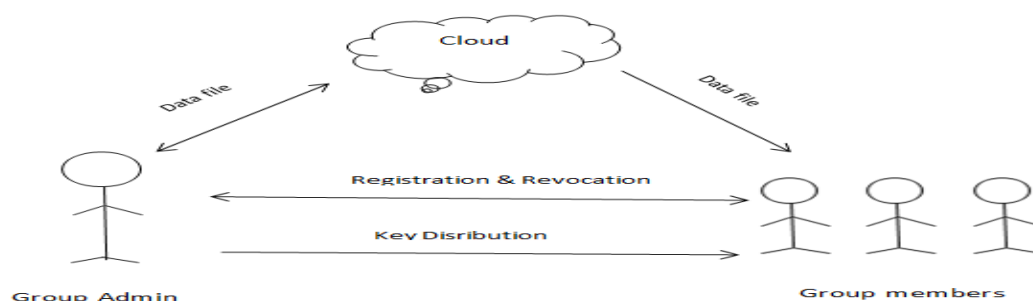 Cloud
Data file
Data file
Registration & Revocation
Key Disribution
Group Admin
Group members